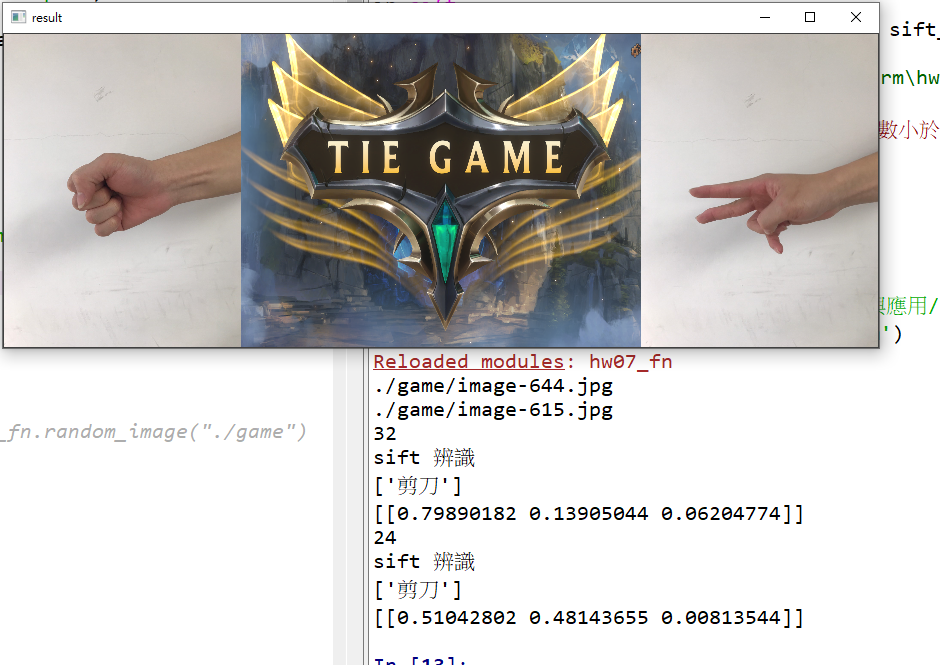 result
sift_
rm\hw
TIE GAME
數小於
應用/
')
Reloaded modules: hw07_fn
./game/image-644.jpg
./game/image-615.jpg
_fn.random_image("./game")
32
sift 辨識
['剪刀']
[[0.79890182 0.13905044 0.06204774]]
24
sift 辨識
['剪刀']
[[0.51042802 0.48143655 0.00813544]]
In [13]: